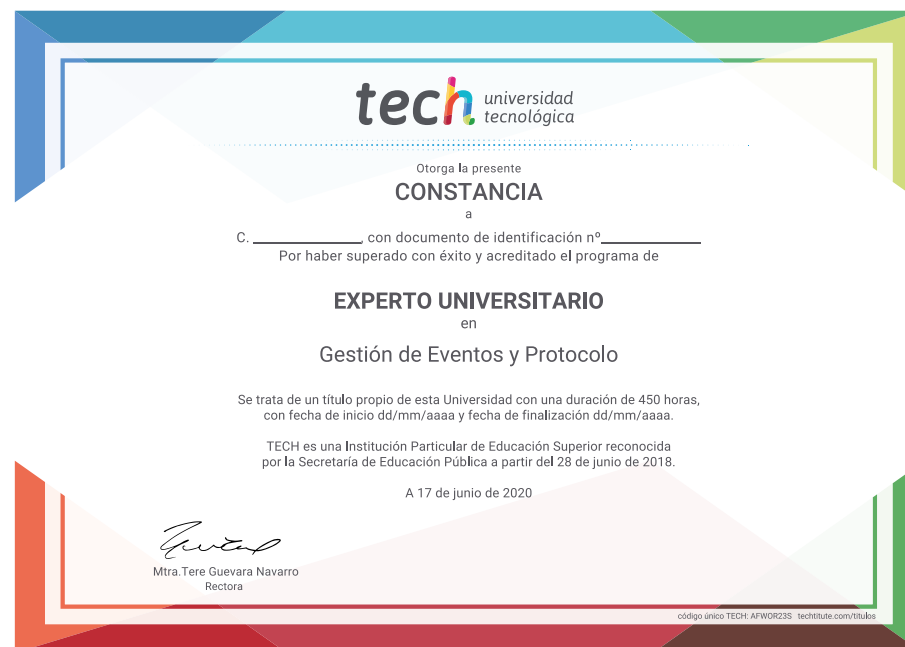 tech universidad
tecnológica
Otorga la presente
CONSTANCIA
a
C. ____________, con documento de identificación nº___________
Por haber superado con éxito y acreditado el programa de
EXPERTO UNIVERSITARIO
en
Gestión de Eventos y Protocolo
Se trata de un título propio de esta Universidad con una duración de 450 horas,
con fecha de inicio dd/mm/aaaa y fecha de finalización dd/mm/aaaa.
TECH es una Institución Particular de Educación Superior reconocida
por la Secretaría de Educación Pública a partir del 28 de junio de 2018.
A 17 de junio de 2020
Mtra.Tere Guevara Navarro
Rectora
código único TECH: AFWOR23S techtitute.com/titulos